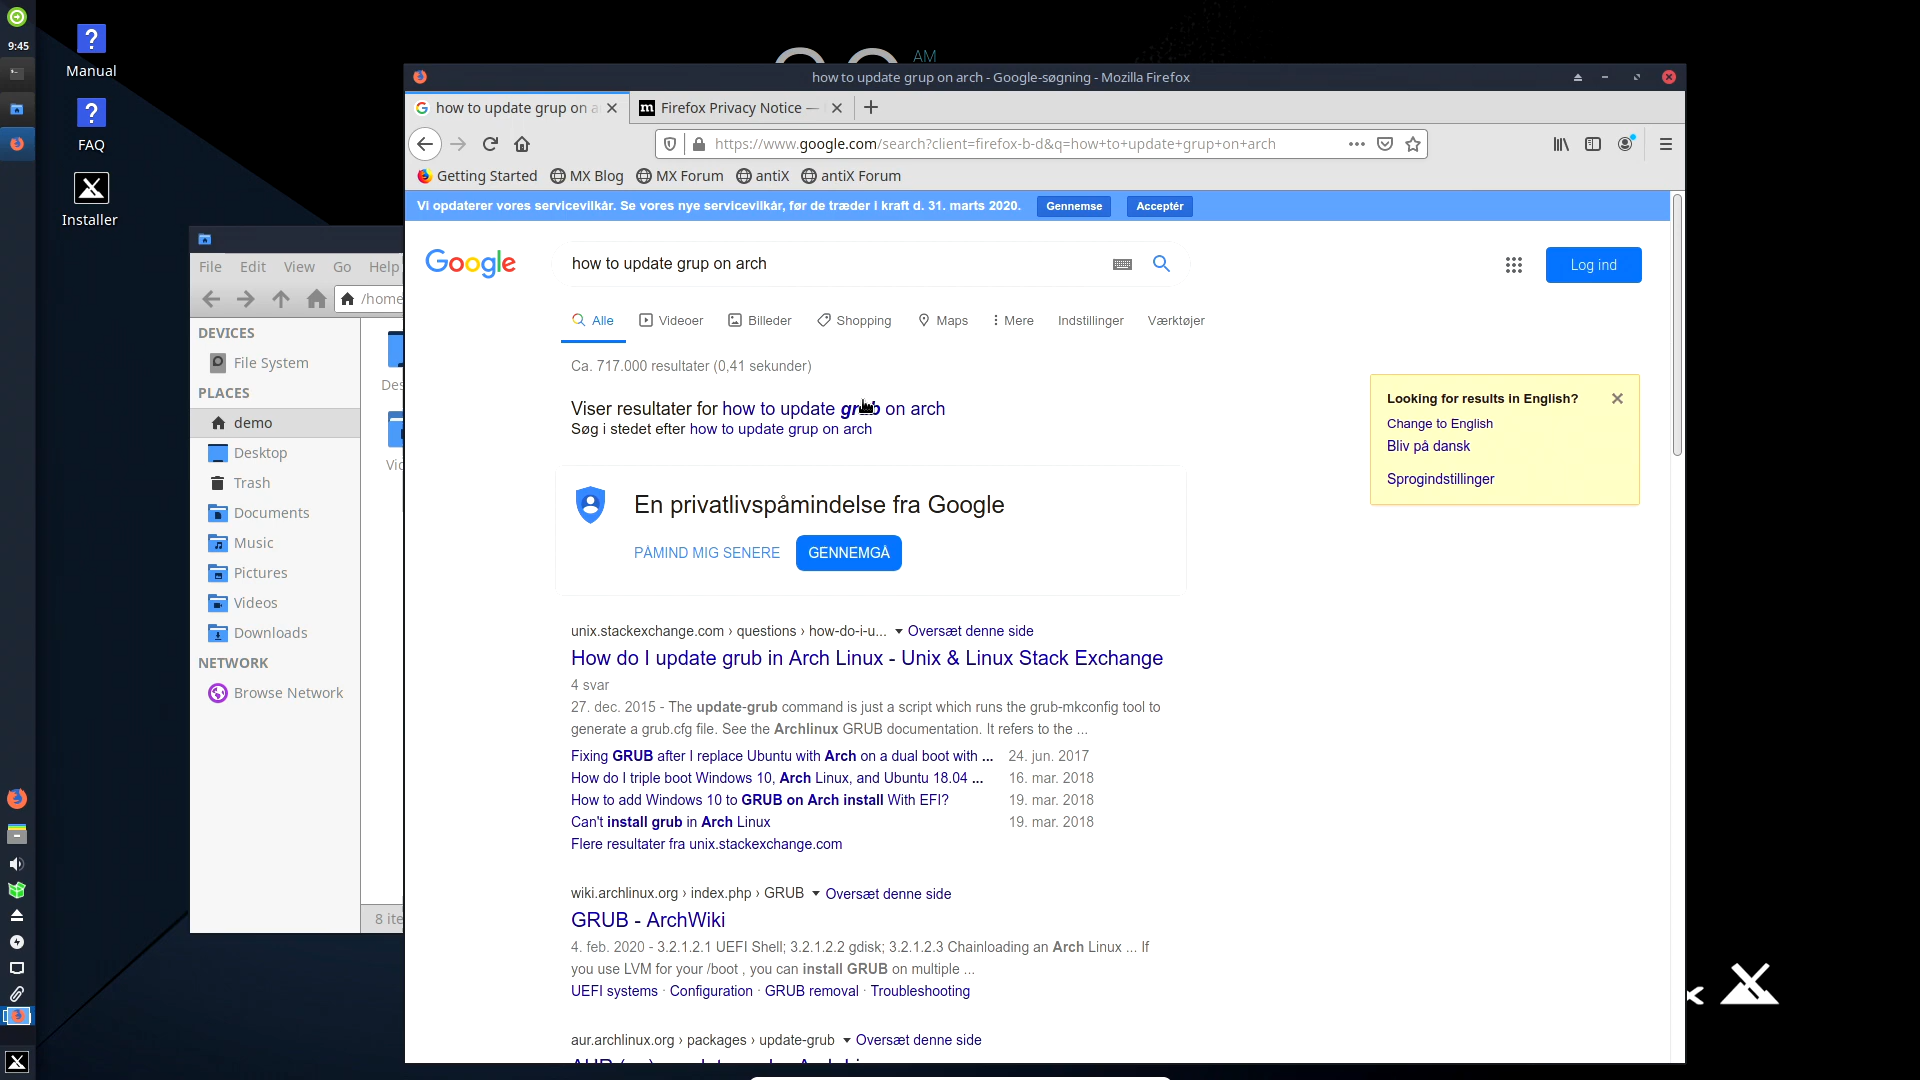 9:45
Manual
FAQ
Installer
AM
how to update grup on arch - Google-søgning - Mozilla Firefox
how to update grup on a
Firefox Privacy Notice —
https://www.google.com/search?client=firefox-b-d&q=how+to+update+grup+on+arch
Getting Started
MX Blog
MX Forum
antiX
antiX Forum
Vi opdaterer vores servicevilkår. Se vores nye servicevilkår, før de træder i kraft d. 31. marts 2020.
Gennemse
Acceptér
File Edit View Go Help
/home
DEVICES
File System
PLACES
demo
Desktop
Trash
Documents
Music
Pictures
Videos
Downloads
NETWORK
Browse Network
Des
Vid
8 ite
Google
how to update grup on arch
Log ind
Alle
Videoer
Billeder
Shopping
Maps
Mere
Indstillinger
Værktøjer
Ca. 717.000 resultater (0,41 sekunder)
Viser resultater for how to update grub on arch
Søg i stedet efter how to update grup on arch
Looking for results in English?
Change to English
Bliv på dansk
Sprogindstillinger
En privatlivspåmindelse fra Google
PÅMIND MIG SENERE
GENNEMGÅ
unix.stackexchange.com › questions › how-do-i-u... Oversæt denne side
How do I update grub in Arch Linux - Unix & Linux Stack Exchange
4 svar
27. dec. 2015 - The update-grub command is just a script which runs the grub-mkconfig tool to
generate a grub.cfg file. See the Archlinux GRUB documentation. It refers to the ...
Fixing GRUB after I replace Ubuntu with Arch on a dual boot with ... 24. jun. 2017
How do I triple boot Windows 10, Arch Linux, and Ubuntu 18.04 ... 16. mar. 2018
How to add Windows 10 to GRUB on Arch install With EFI? 19. mar. 2018
Can't install grub in Arch Linux 19. mar. 2018
Flere resultater fra unix.stackexchange.com
wiki.archlinux.org › index.php › GRUB Oversæt denne side
GRUB - ArchWiki
4. feb. 2020 - 3.2.1.2.1 UEFI Shell; 3.2.1.2.2 gdisk; 3.2.1.2.3 Chainloading an Arch Linux ... If
you use LVM for your /boot , you can install GRUB on multiple ...
UEFI systems · Configuration · GRUB removal · Troubleshooting
aur.archlinux.org › packages › update-grub Oversæt denne side